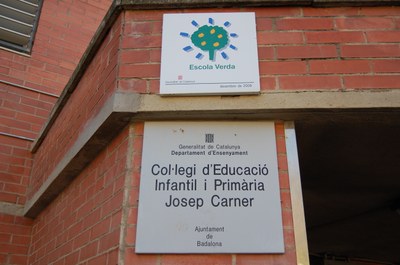 Escola Verda
Generalitat de Catalunya
Departament d'Ensenyament
Col·legi d'Educació
Infantil i Primària
Josep Carner
Ajuntament
de
Badalona